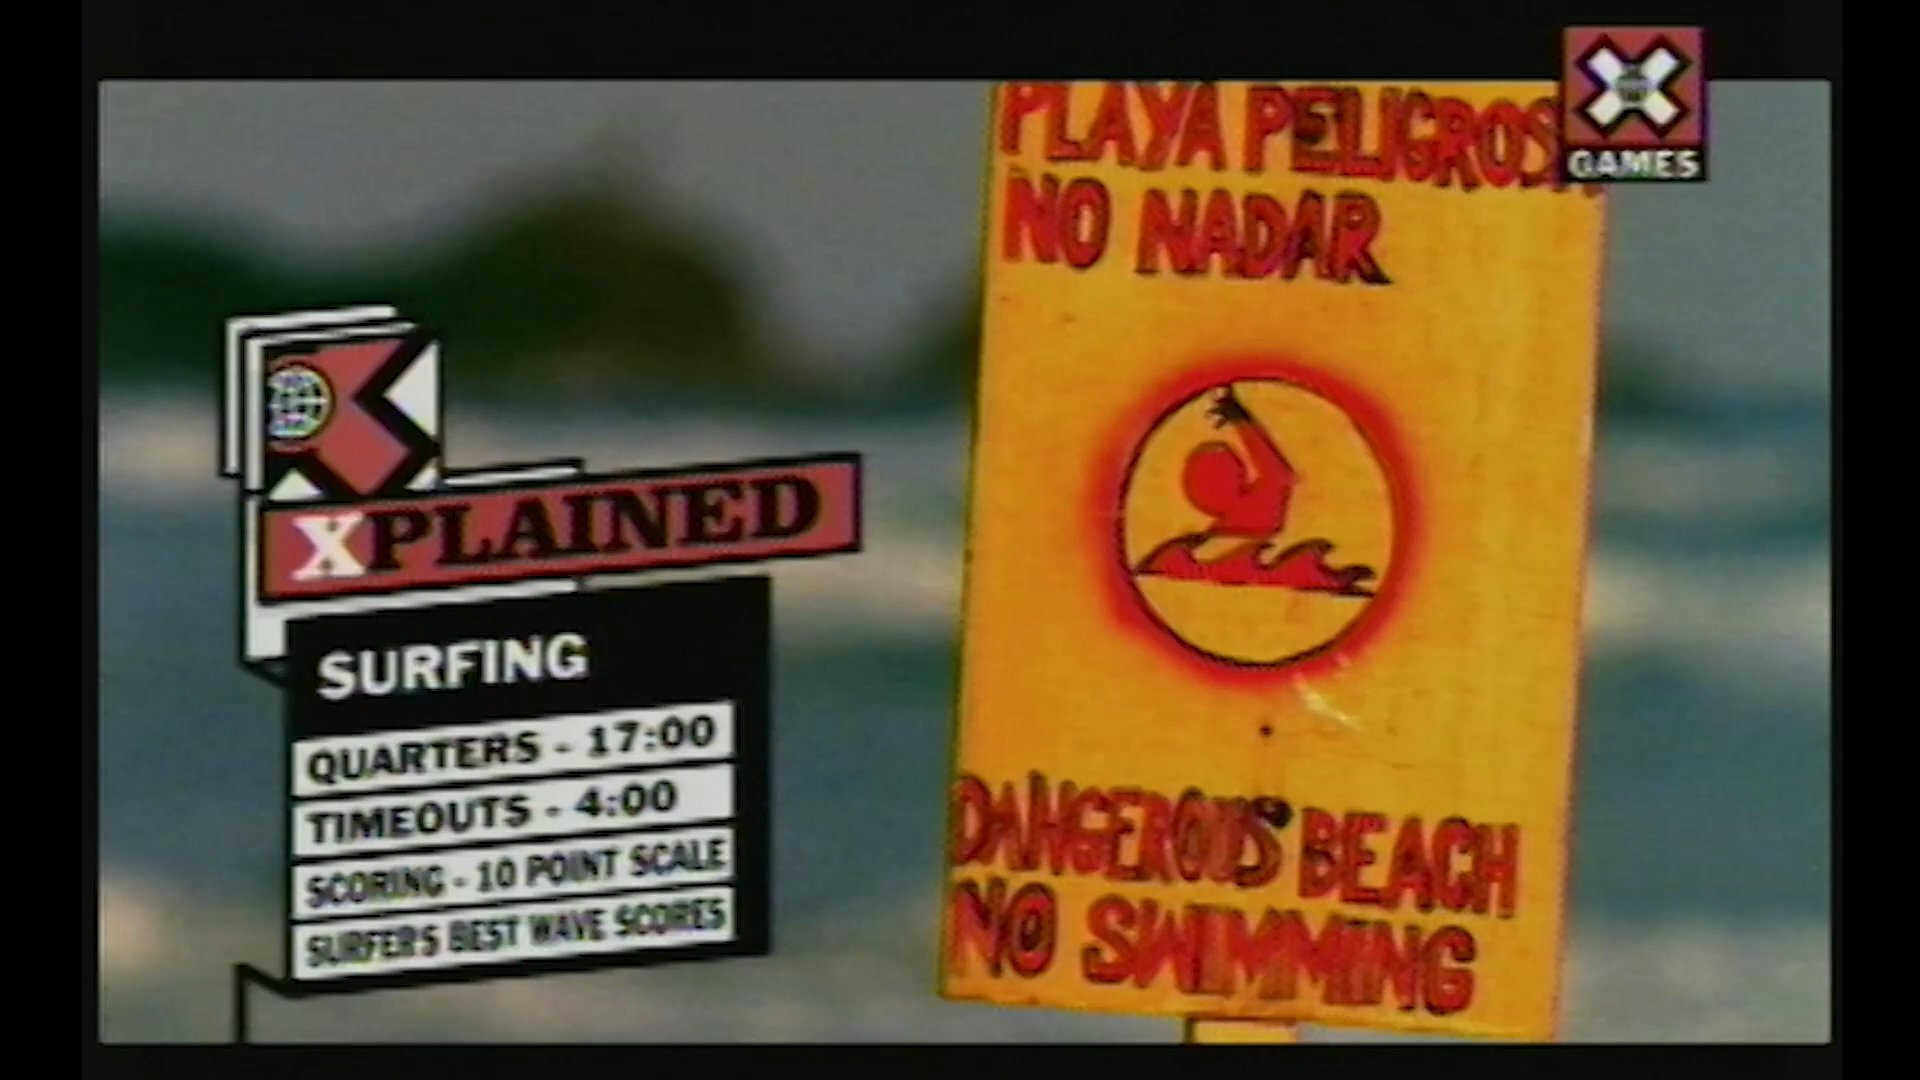 GAMES
PLAYA PELIGROSA
NO NADAR
XPLAINED
SURFING
QUARTERS - 17:00
TIMEOUTS - 4:00
SCORING - 10 POINT SCALE
SURFERS BEST WAVE SCORES
DANGEROUS BEACH
NO SWIMMING